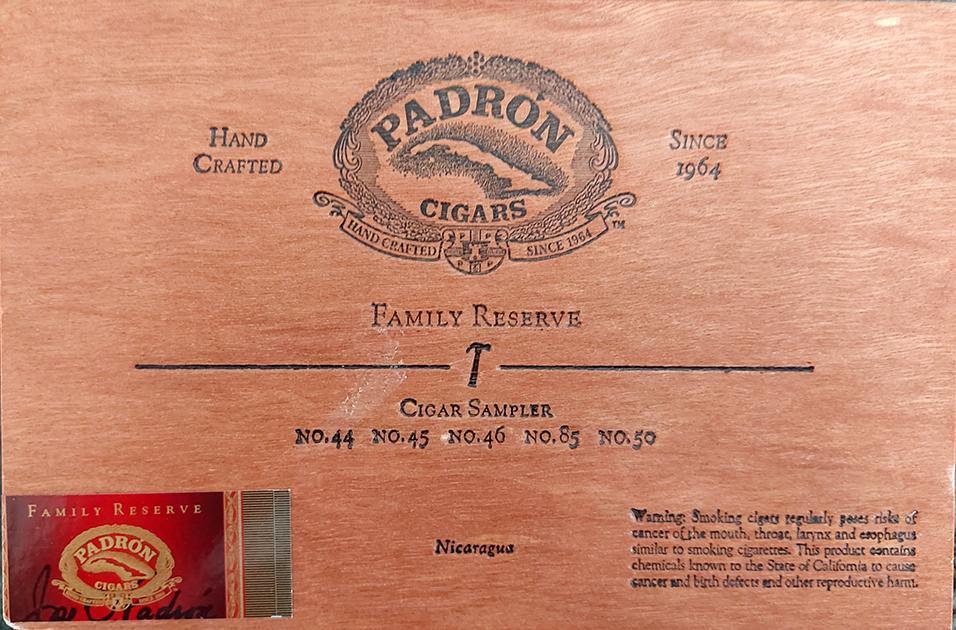 HAND
CRAFTED
PADRÓN
CIGARS
HAND CRAFTED SINCE 1964 ™
SINCE
1964
FAMILY RESERVE
CIGAR SAMPLER
NO.44 NO.45 NO.46 NO.85 NO.50
FAMILY RESERVE
PADRÓN
CIGARS
Nicaragua
Warning: Smoking cigars regularly poses risks of
cancer of the mouth, throat, larynx and esophagus
similar to smoking cigarettes. This product contains
chemicals known to the State of California to cause
cancer and birth defects and other reproductive harm.